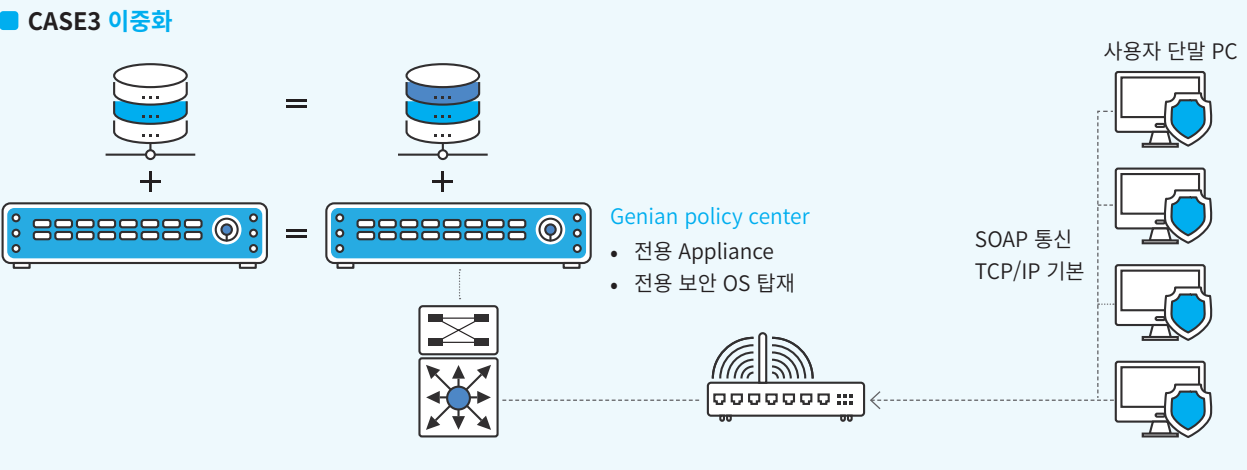 CASE3 이중화
사용자 단말 PC
Genian policy center
• 전용 Appliance
• 전용 보안 OS 탑재
SOAP 통신
TCP/IP 기본